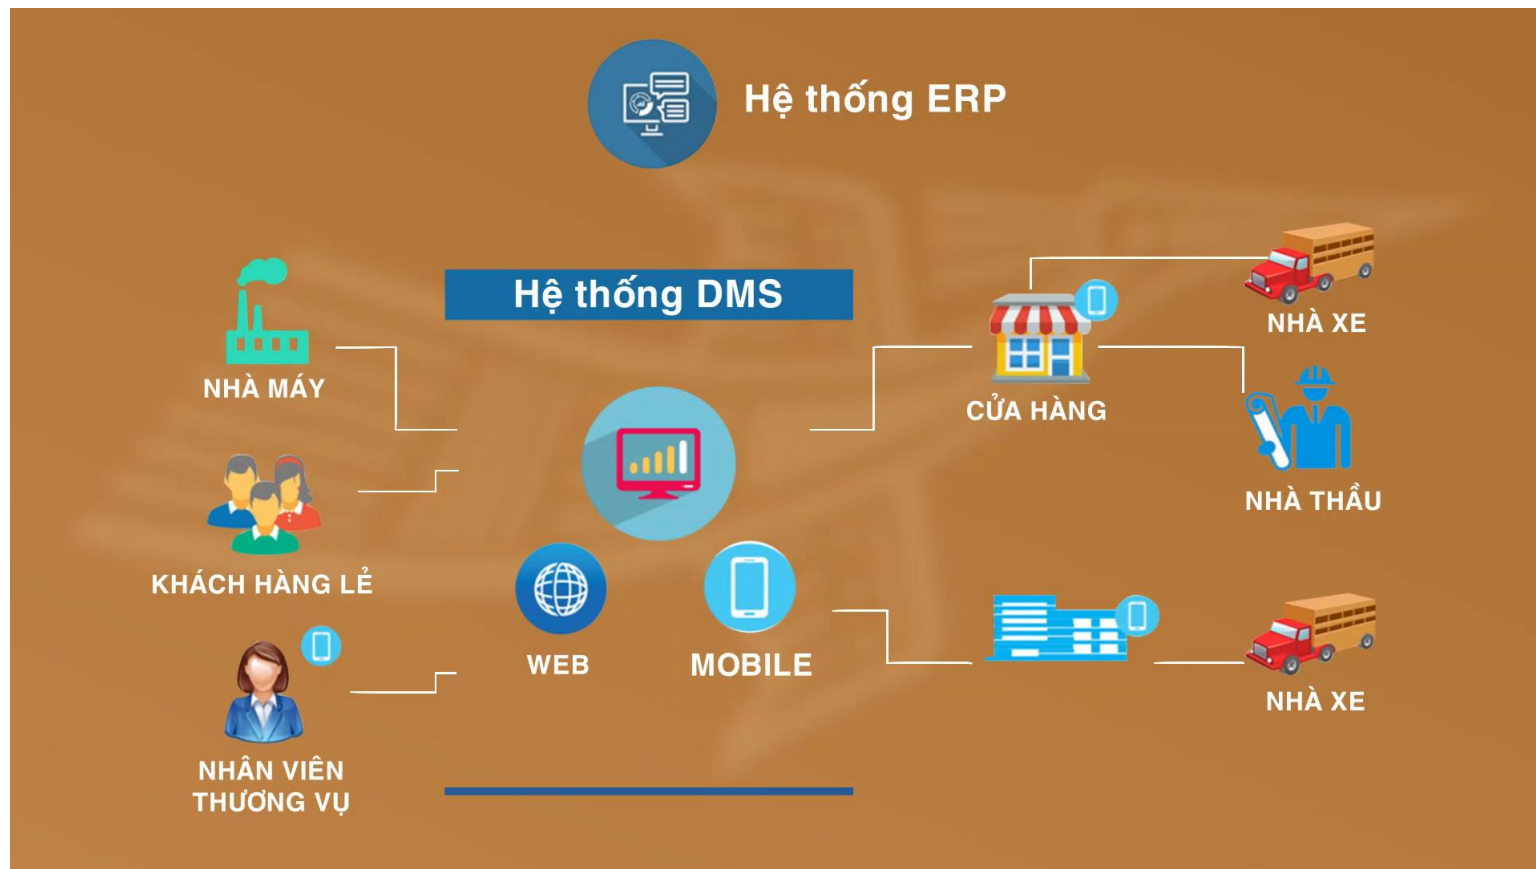 Hệ thống ERP
Hệ thống DMS
NHÀ MÁY
KHÁCH HÀNG LẺ
NHÂN VIÊN
THƯƠNG VỤ
WEB
MOBILE
CỬA HÀNG
NHÀ XE
NHÀ THẦU
NHÀ XE